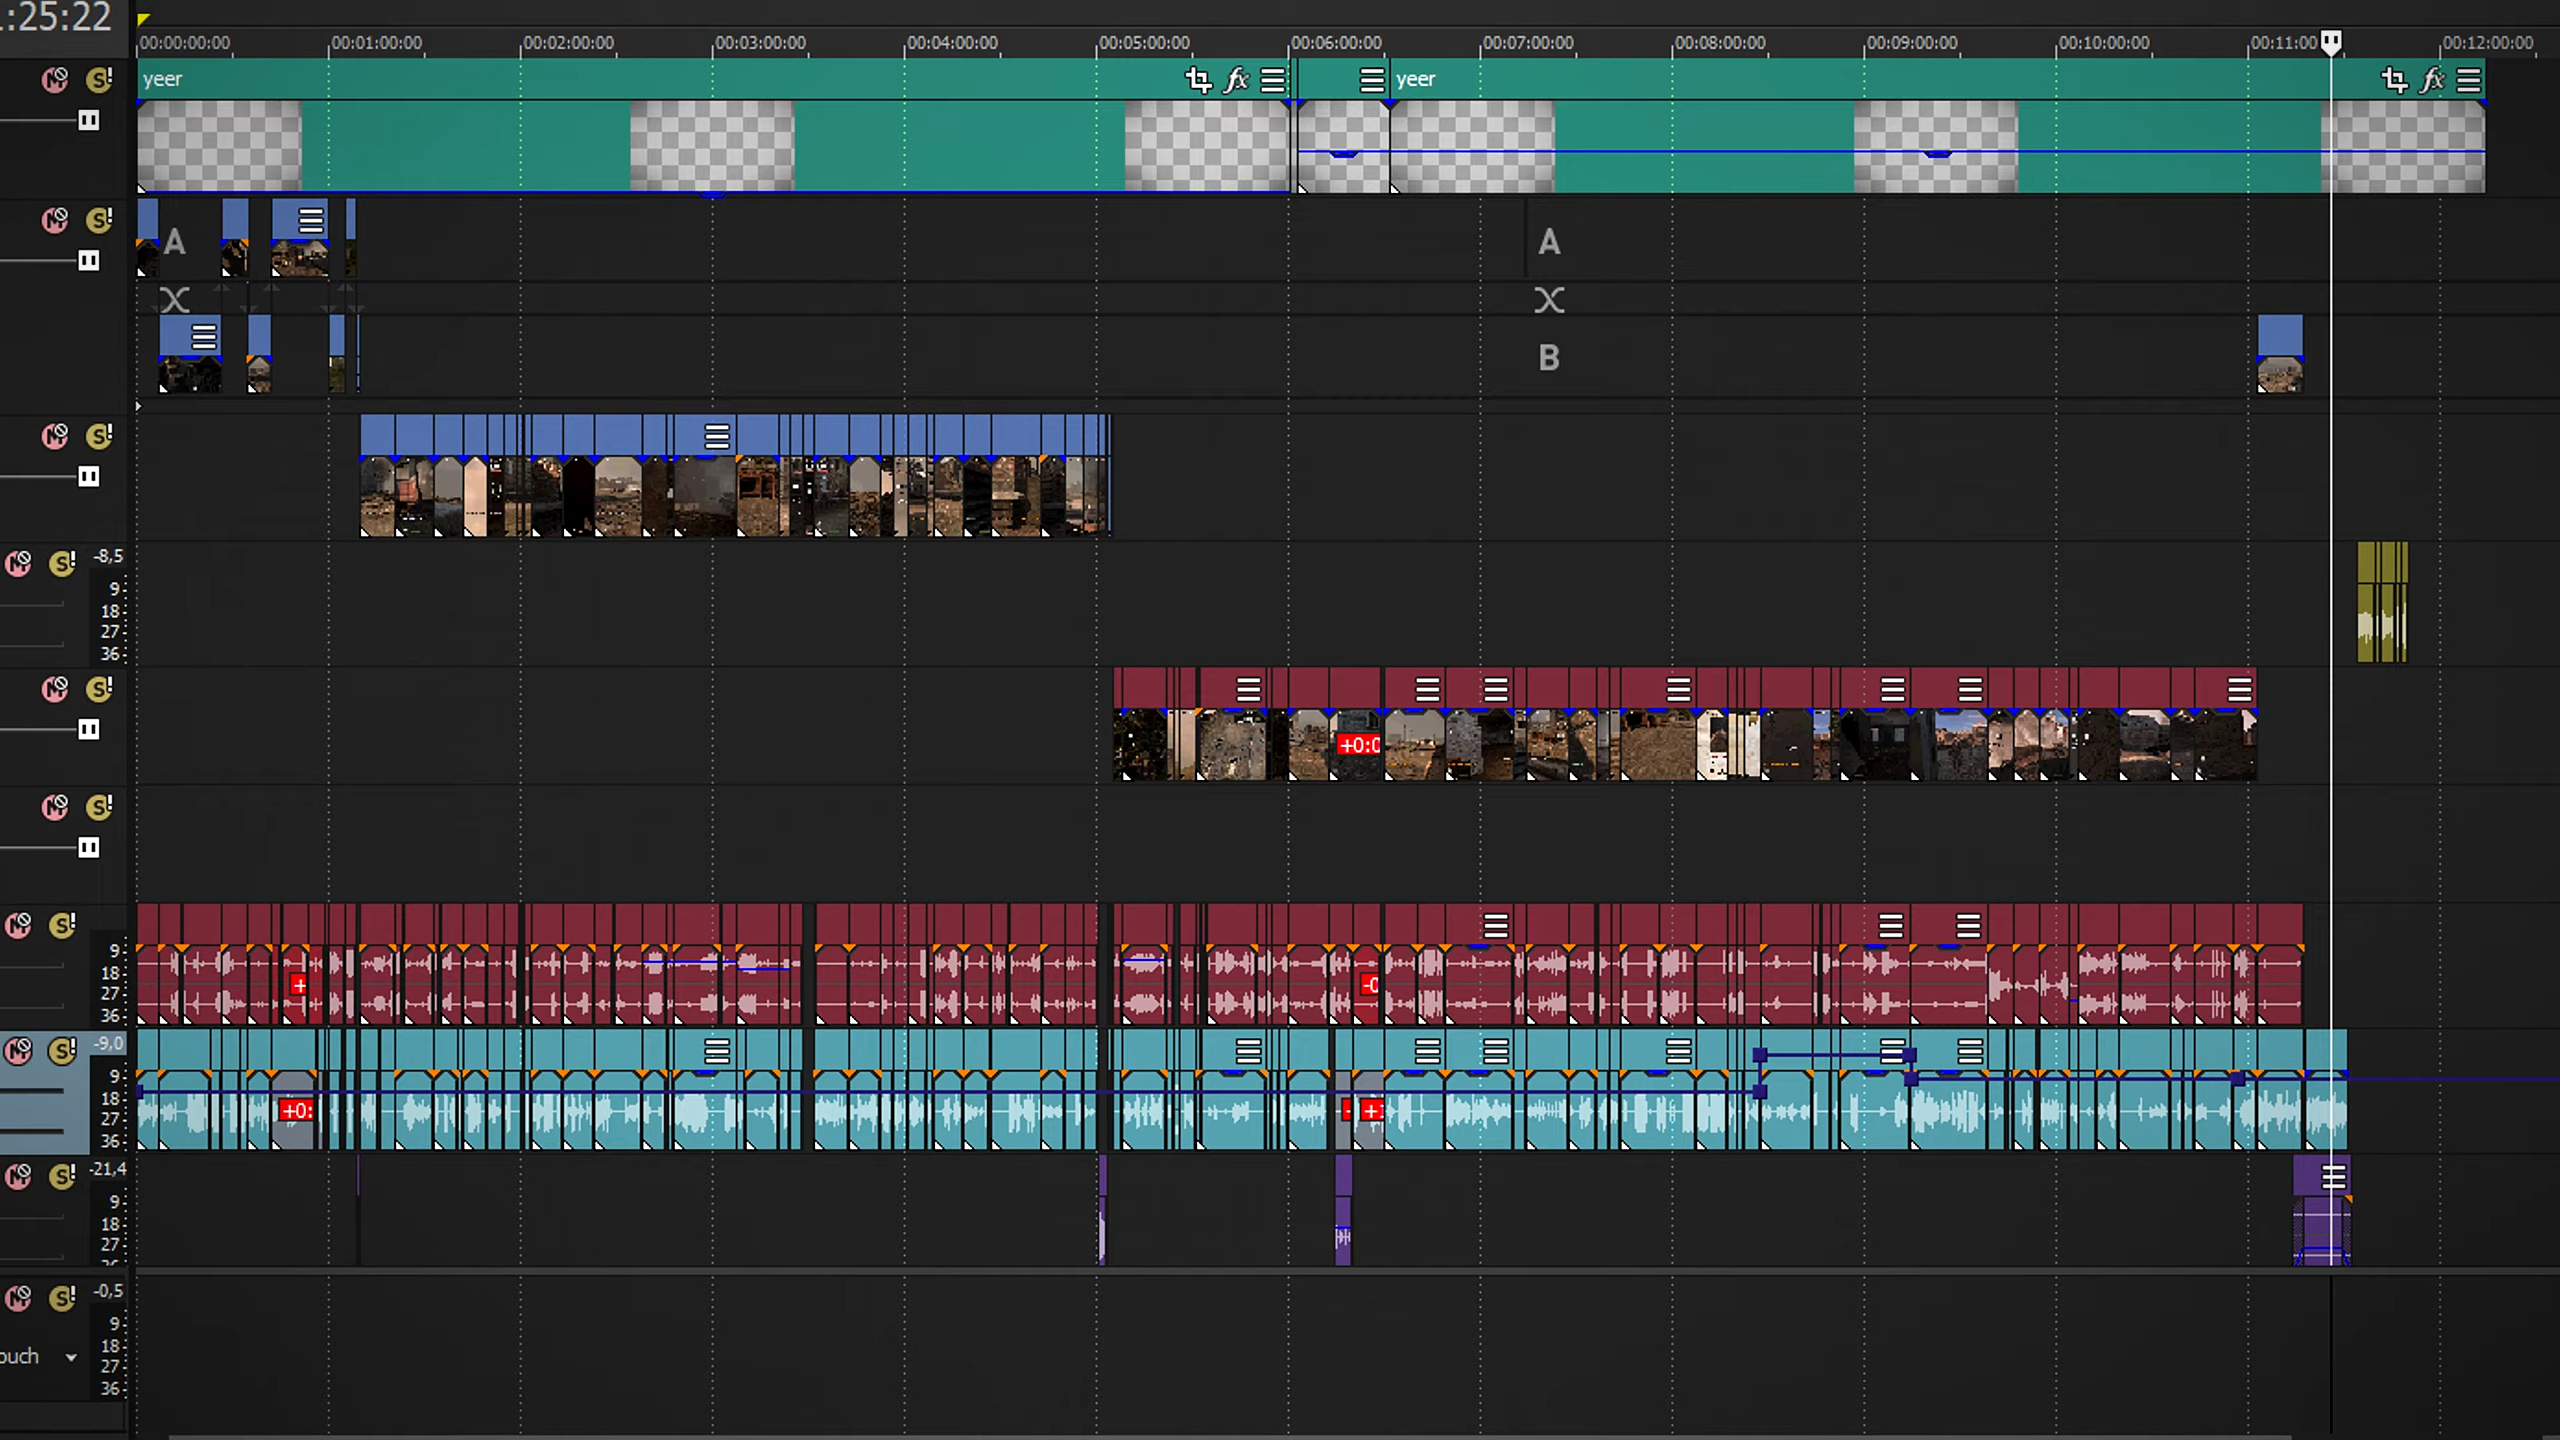 :25:22
00:00:00:00 00:01:00:00 00:02:00:00 00:03:00:00 00:04:00:00 00:05:00:00 00:06:00:00 00:07:00:00 00:08:00:00 00:09:00:00 00:10:00:00 00:11:00 00:12:00:00
M S! yeer fx yeer fx
M S! A A
B
M S!
M S! -8,5
9
18
27
36
M S!
+0:0
M S!
M S!
9
18 + -0
27
36
M S! -9,0
9
18 +0: +
27
36
M S! -21,4
9
18
27
M S! -0,5
9
18
ouch 27
36